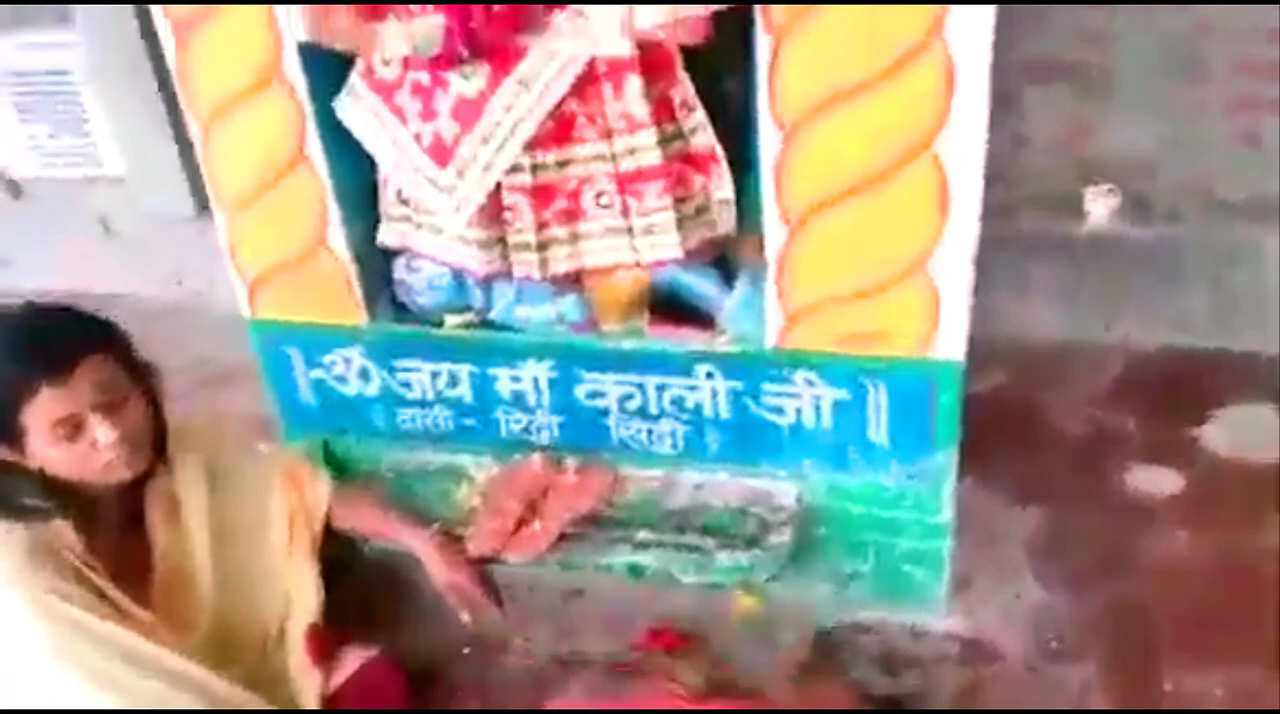 ॥ ॐ जय माँ काली जी ॥
( दासी - रिद्धी सिद्धी )